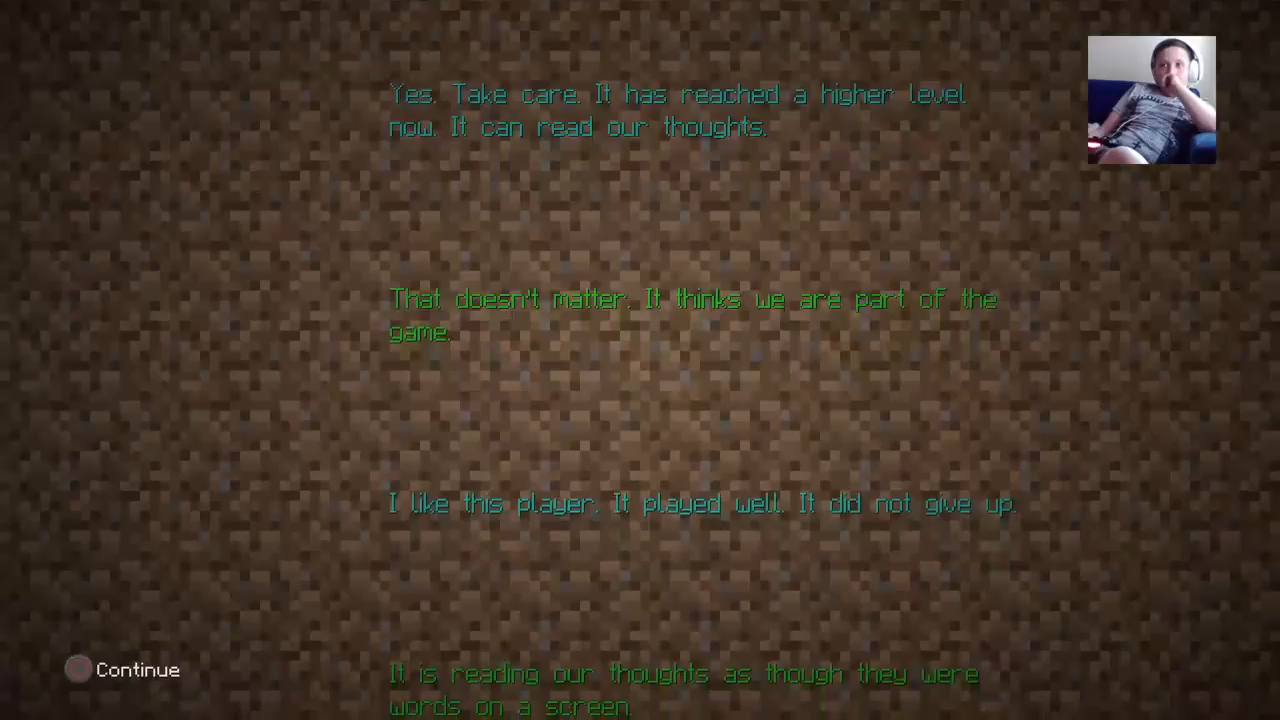 Yes. Take care. It has reached a higher level
now. It can read our thoughts.
That doesn't matter. It thinks we are part of the
game.
I like this player. It played well. It did not give up.
It is reading our thoughts as though they were
words on a screen.
Continue